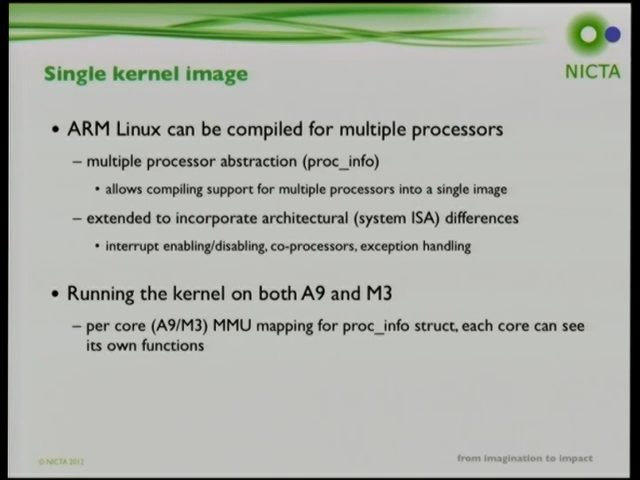 NICTA
Single kernel image
• ARM Linux can be compiled for multiple processors
– multiple processor abstraction (proc_info)
• allows compiling support for multiple processors into a single image
– extended to incorporate architectural (system ISA) differences
• interrupt enabling/disabling, co-processors, exception handling
• Running the kernel on both A9 and M3
– per core (A9/M3) MMU mapping for proc_info struct, each core can see
its own functions
© NICTA 2012
from imagination to impact